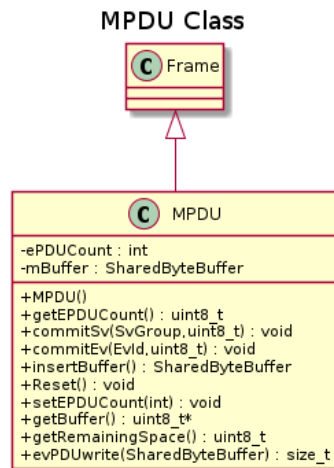 MPDU Class
C Frame
C MPDU
-ePDUCount : int
-mBuffer : SharedByteBuffer
+MPDU()
+getEPDUCount() : uint8_t
+commitSv(SvGroup,uint8_t) : void
+commitEv(EvId,uint8_t) : void
+insertBuffer() : SharedByteBuffer
+Reset() : void
+setEPDUCount(int) : void
+getBuffer() : uint8_t*
+getRemainingSpace() : uint8_t
+evPDUwrite(SharedByteBuffer) : size_t